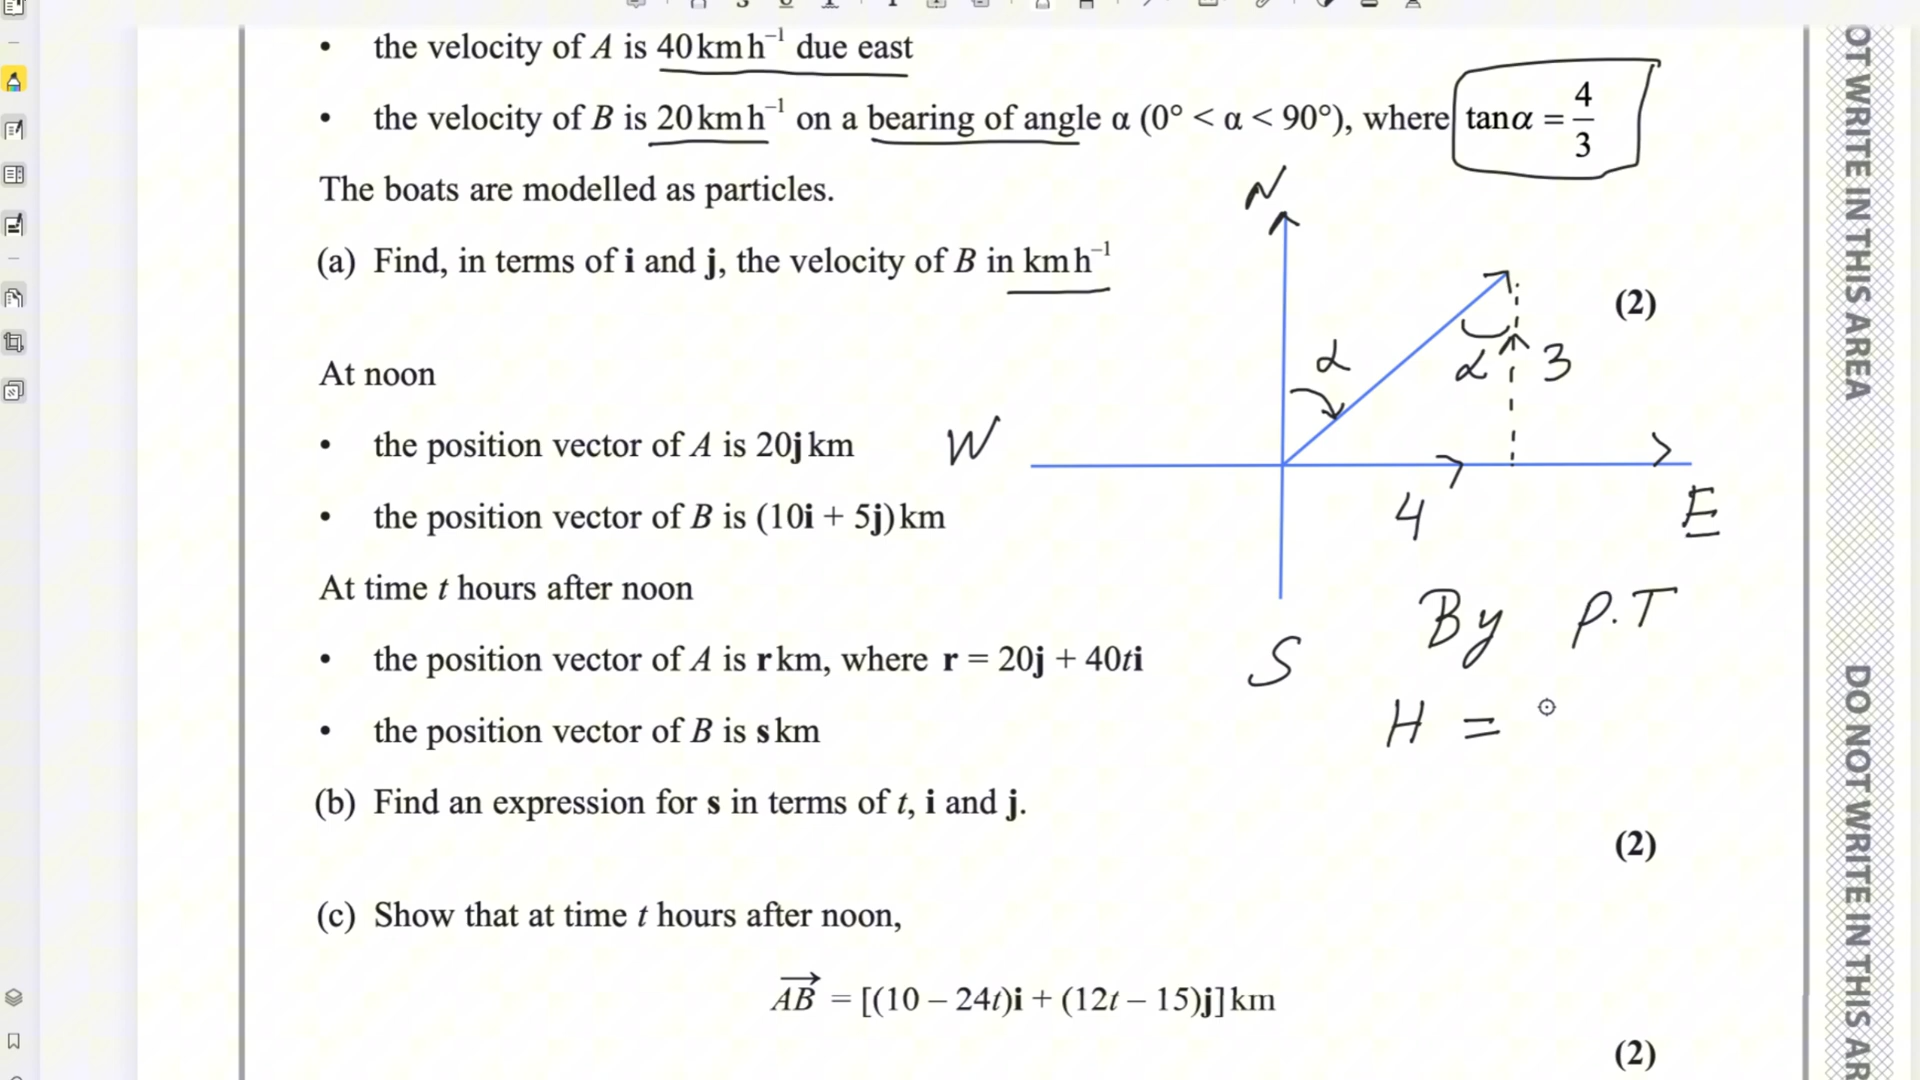 • the velocity of A is 40 km h⁻¹ due east
• the velocity of B is 20 km h⁻¹ on a bearing of angle α (0° < α < 90°), where tanα = 4/3
The boats are modelled as particles.
N
(a) Find, in terms of i and j, the velocity of B in km h⁻¹
(2)
α
α 3
At noon
• the position vector of A is 20j km
W
4
E
• the position vector of B is (10i + 5j) km
At time t hours after noon
By P.T
• the position vector of A is r km, where r = 20j + 40ti
S
• the position vector of B is s km
H =
(b) Find an expression for s in terms of t, i and j.
(2)
(c) Show that at time t hours after noon,
AB⃗ = [(10 – 24t)i + (12t – 15)j] km
(2)
OT WRITE IN THIS AREA
DO NOT WRITE IN THIS AR